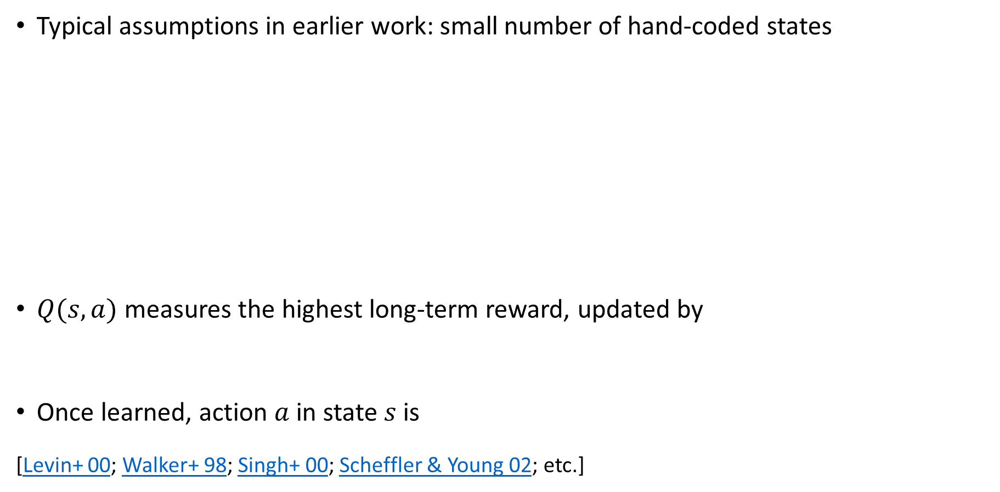 • Typical assumptions in earlier work: small number of hand-coded states
• Q(s, a) measures the highest long-term reward, updated by
• Once learned, action a in state s is
[Levin+ 00; Walker+ 98; Singh+ 00; Scheffler & Young 02; etc.]